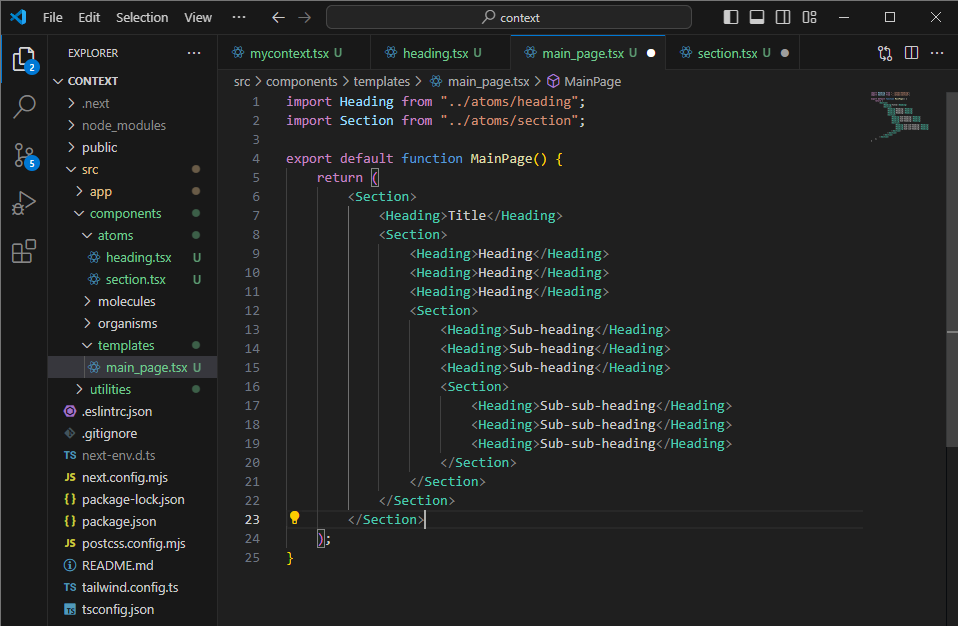 File Edit Selection View ··· context
EXPLORER ···
2
5
CONTEXT
.next
node_modules
public
src
app
components
atoms
heading.tsx U
section.tsx U
molecules
organisms
templates
main_page.tsx U
utilities
.eslintrc.json
.gitignore
TS next-env.d.ts
JS next.config.mjs
{} package-lock.json
{} package.json
JS postcss.config.mjs
README.md
TS tailwind.config.ts
TS tsconfig.json
mycontext.tsx U heading.tsx U main_page.tsx U section.tsx U
src > components > templates > main_page.tsx > MainPage
1 import Heading from "../atoms/heading";
2 import Section from "../atoms/section";
3
4 export default function MainPage() {
5 return (
6 <Section>
7 <Heading>Title</Heading>
8 <Section>
9 <Heading>Heading</Heading>
10 <Heading>Heading</Heading>
11 <Heading>Heading</Heading>
12 <Section>
13 <Heading>Sub-heading</Heading>
14 <Heading>Sub-heading</Heading>
15 <Heading>Sub-heading</Heading>
16 <Section>
17 <Heading>Sub-sub-heading</Heading>
18 <Heading>Sub-sub-heading</Heading>
19 <Heading>Sub-sub-heading</Heading>
20 </Section>
21 </Section>
22 </Section>
23 </Section>
24 );
25 }